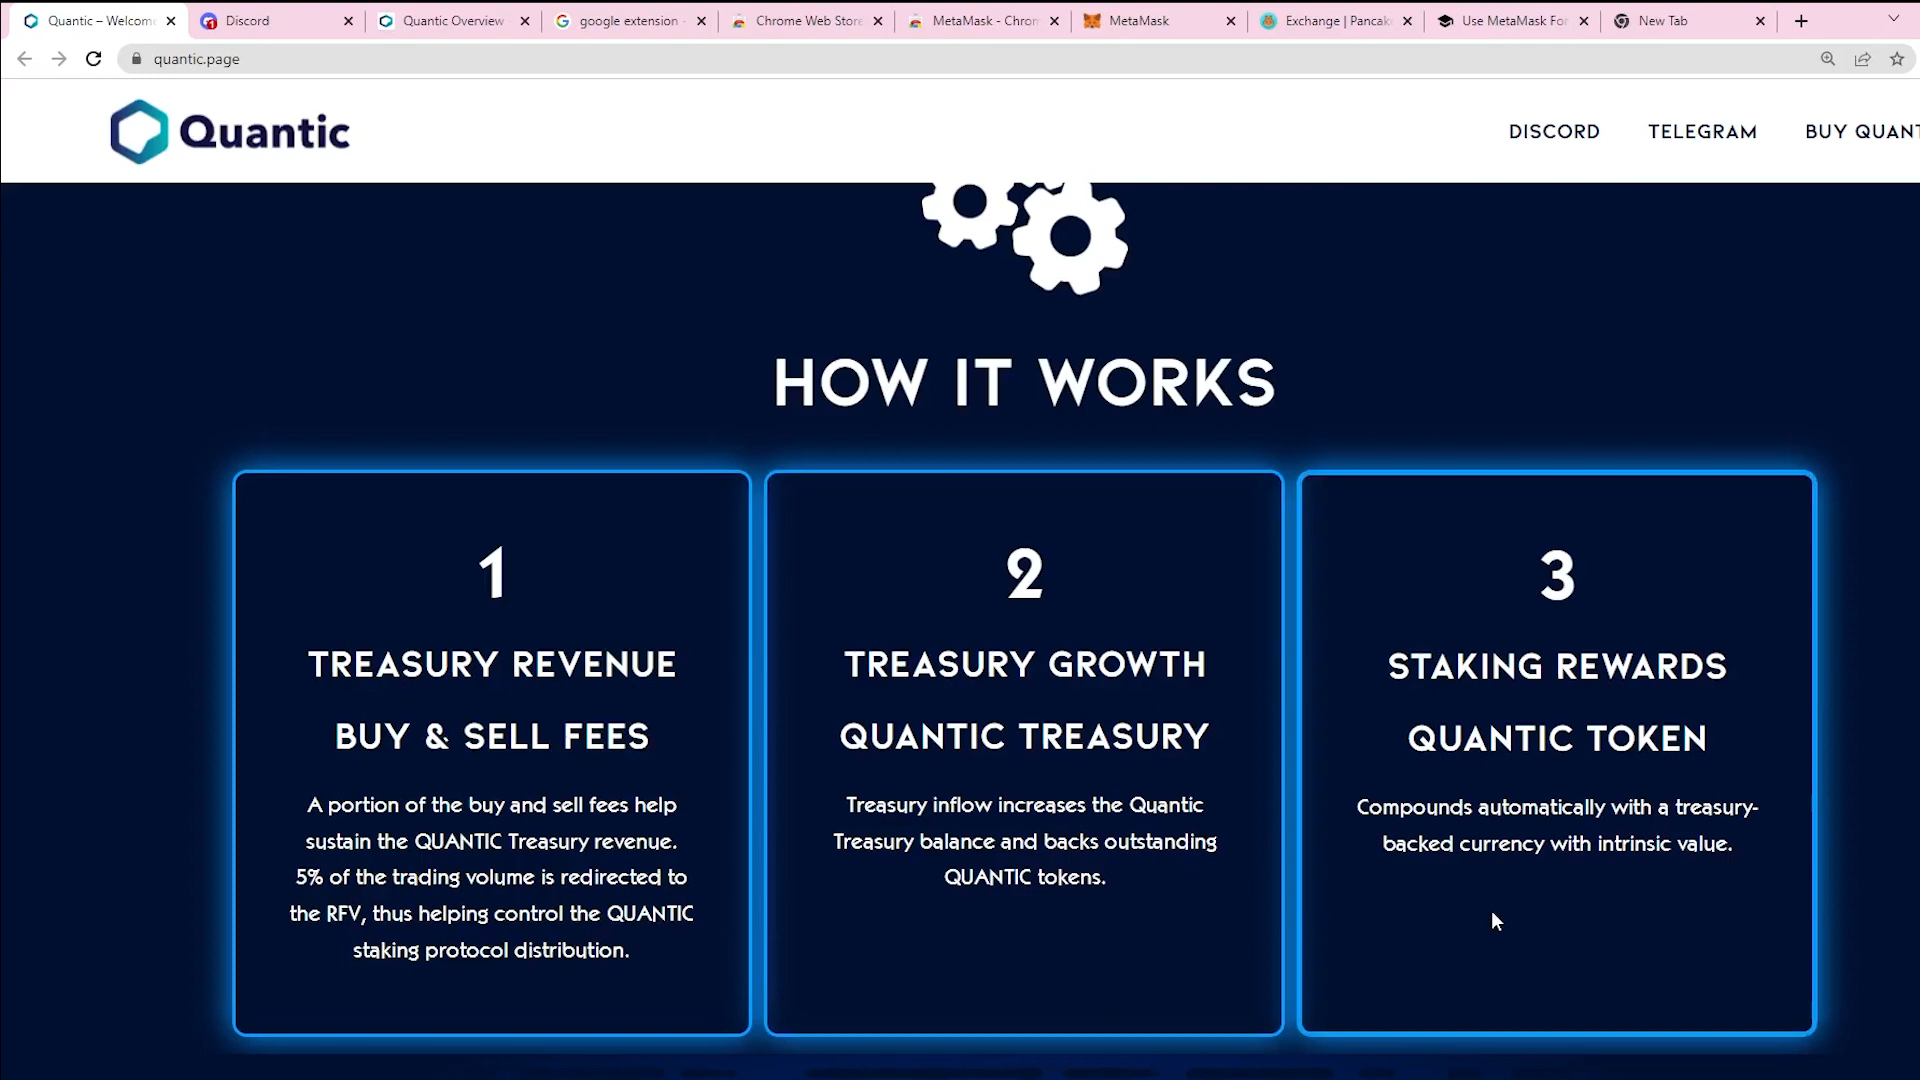 Quantic – Welcome
Discord
Quantic Overview
google extension -
Chrome Web Store
MetaMask - Chrom
MetaMask
Exchange | Pancak
Use MetaMask Fo
New Tab
quantic.page
Quantic
DISCORD
TELEGRAM
BUY QUANT
HOW IT WORKS
1
TREASURY REVENUE
BUY & SELL FEES
A portion of the buy and sell fees help
sustain the QUANTIC Treasury revenue.
5% of the trading volume is redirected to
the RFV, thus helping control the QUANTIC
staking protocol distribution.
2
TREASURY GROWTH
QUANTIC TREASURY
Treasury inflow increases the Quantic
Treasury balance and backs outstanding
QUANTIC tokens.
3
STAKING REWARDS
QUANTIC TOKEN
Compounds automatically with a treasury-
backed currency with intrinsic value.